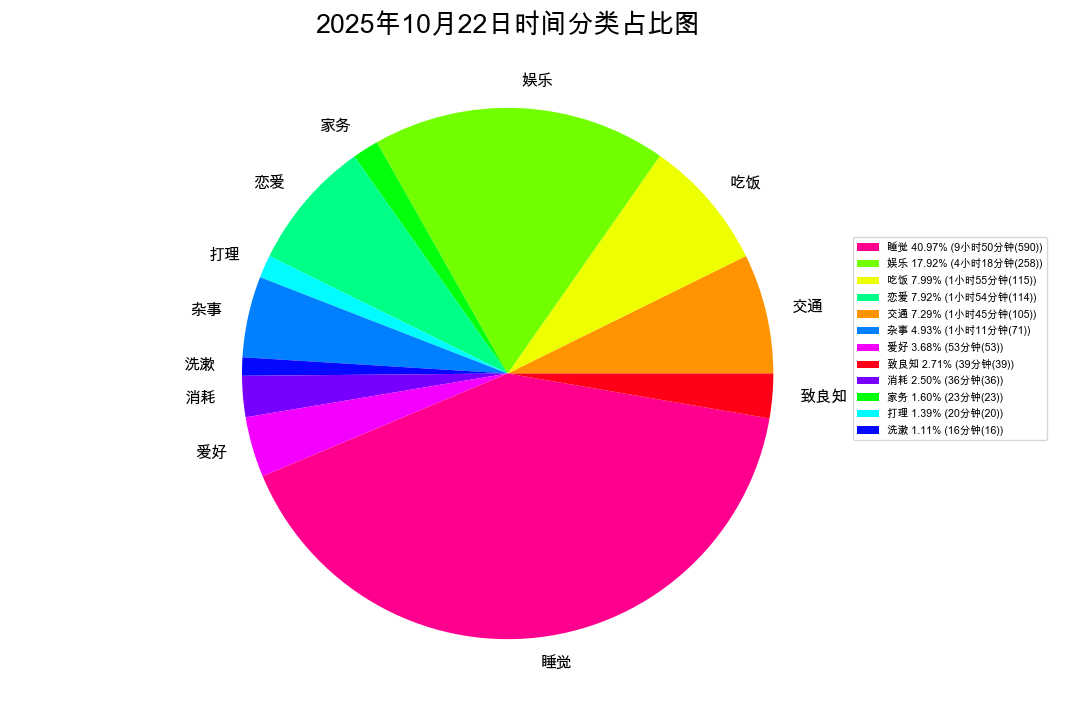 2025年10月22日时间分类占比图
娱乐
家务
恋爱
吃饭
打理
杂事
交通
洗漱
消耗
致良知
爱好
睡觉
睡觉 40.97% (9小时50分钟(590))
娱乐 17.92% (4小时18分钟(258))
吃饭 7.99% (1小时55分钟(115))
恋爱 7.92% (1小时54分钟(114))
交通 7.29% (1小时45分钟(105))
杂事 4.93% (1小时11分钟(71))
爱好 3.68% (53分钟(53))
致良知 2.71% (39分钟(39))
消耗 2.50% (36分钟(36))
家务 1.60% (23分钟(23))
打理 1.39% (20分钟(20))
洗漱 1.11% (16分钟(16))